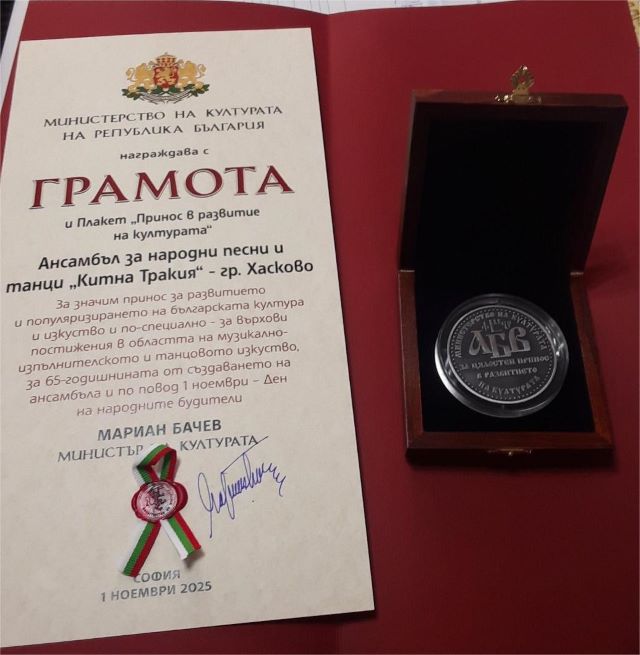 МИНИСТЕРСТВО НА КУЛТУРАТА
НА РЕПУБЛИКА БЪЛГАРИЯ
награждава с
ГРАМОТА
и Плакет „Принос в развитие
на културата“
Ансамбъл за народни песни и
танци „Китна Тракия“ - гр. Хасково
За значим принос за развитието
и популяризирането на българската култура
и изкуство и по-специално - за върхови
постижения в областта на музикално-
изпълнителското и танцовото изкуство,
за 65-годишнината от създаването на
ансамбъла и по повод 1 ноември – Ден
на народните будители
МАРИАН БАЧЕВ
МИНИСТЪР НА КУЛТУРАТА
СОФИЯ
1 НОЕМВРИ 2025
МИНИСТЕРСТВО НА КУЛТУРАТА
АБВ
ЗА ЦЯЛОСТЕН ПРИНОС
В РАЗВИТИЕТО
НА КУЛТУРАТА